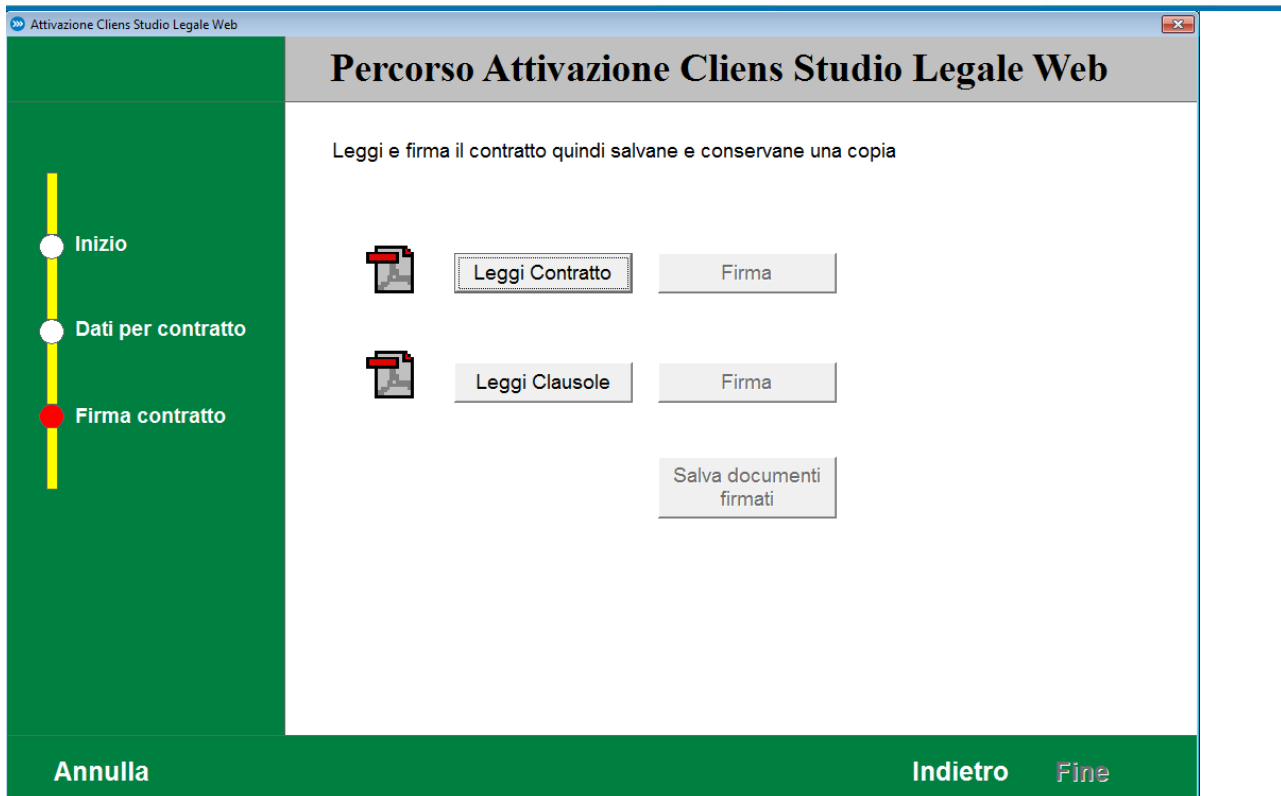 Attivazione Cliens Studio Legale Web
Percorso Attivazione Cliens Studio Legale Web
Leggi e firma il contratto quindi salvane e conservane una copia
Inizio
Dati per contratto
Firma contratto
Leggi Contratto
Firma
Leggi Clausole
Firma
Salva documenti
firmati
Annulla
Indietro
Fine